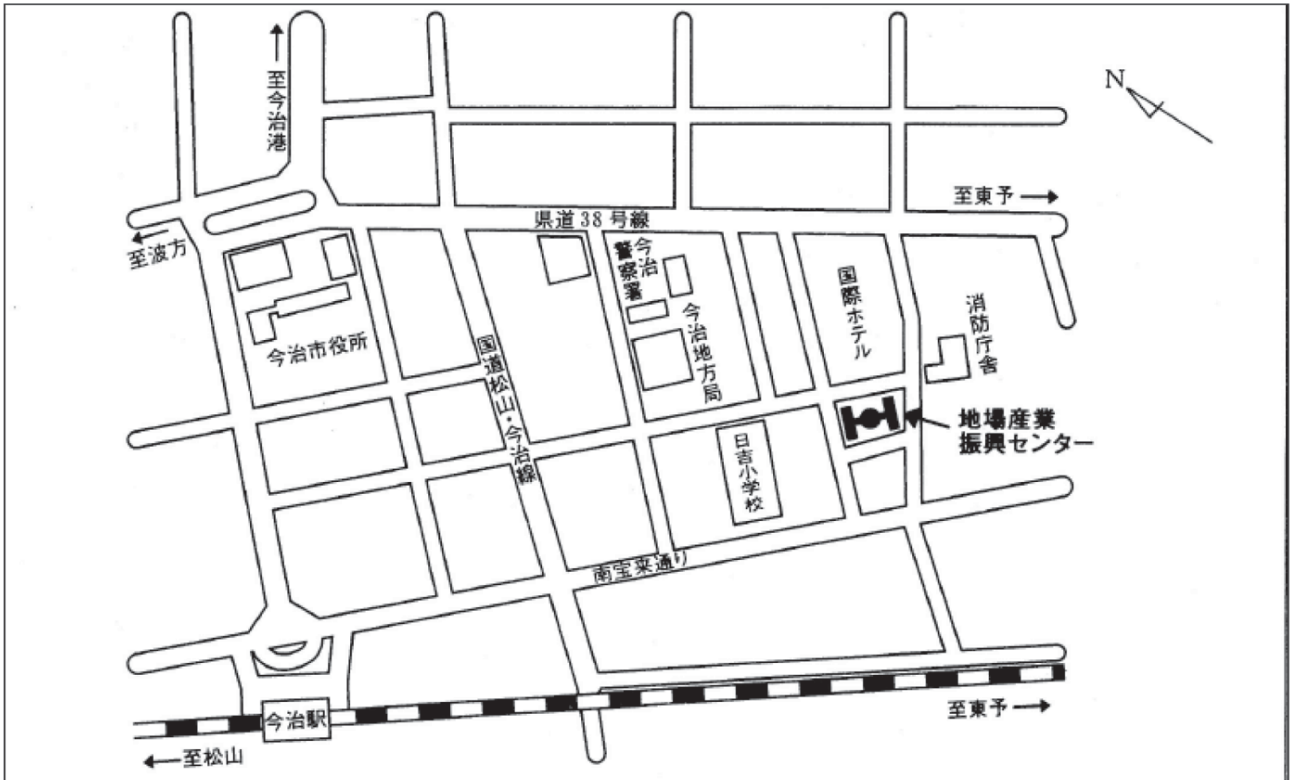 至今治港
N
至東予
県道38号線
至波方
今治
警察署
国際ホテル
消防庁舎
今治市役所
今治地方局
国道松山・今治線
地場産業
振興センター
日吉小学校
南宝来通り
今治駅
至東予
至松山